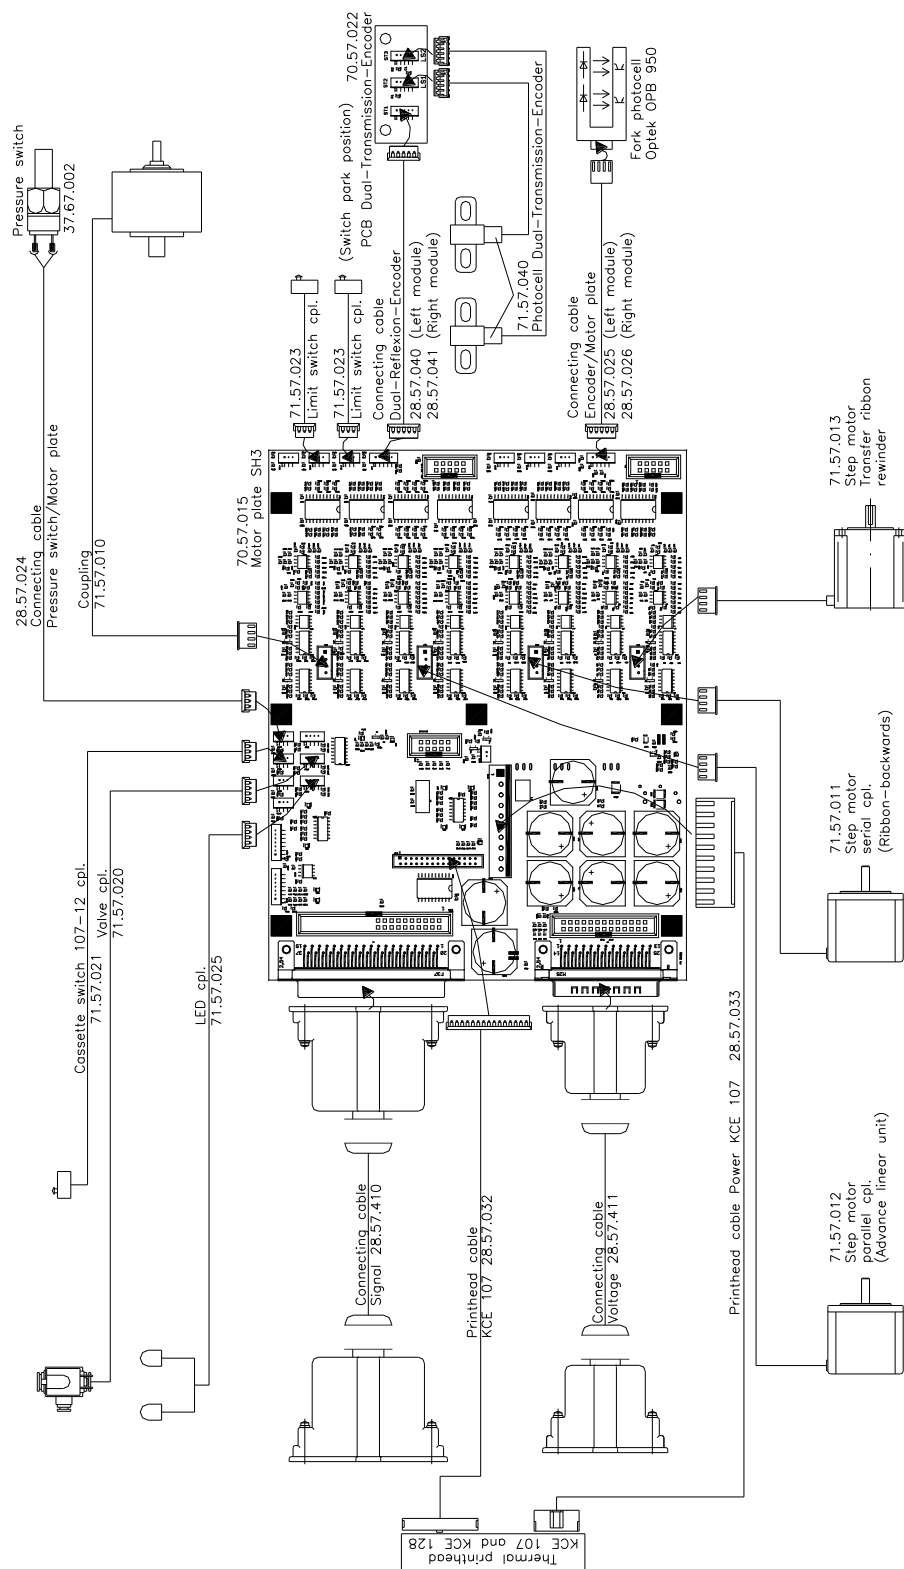 Pressure switch
37.67.002
28.57.024
Connecting cable
Pressure switch/Motor plate
Coupling
71.57.010
Cassette switch 107-12 cpl.
71.57.021
Valve cpl.
71.57.020
LED cpl.
71.57.025
70.57.015
Motor plate SH3
71.57.023
Limit switch cpl.
71.57.023
Limit switch cpl.
(Switch park position)
70.57.022
PCB Dual-Transmission-Encoder
ST1
ST2
ST3
LS1
LS2
Connecting cable
Dual-Reflexion-Encoder
28.57.040 (Left module)
28.57.041 (Right module)
71.57.040
Photocell Dual-Transmission-Encoder
Connecting cable
Encoder/Motor plate
28.57.025 (Left module)
28.57.026 (Right module)
Fork photocell
Optek OPB 950
Connecting cable
Signal 28.57.410
Printhead cable
KCE 107 28.57.032
Connecting cable
Voltage 28.57.411
Printhead cable Power KCE 107 28.57.033
Thermal printhead
KCE 107 and KCE 128
71.57.013
Step motor
Transfer ribbon
rewinder
71.57.011
Step motor
serial cpl.
(Ribbon-backwards)
71.57.012
Step motor
parallel cpl.
(Advance linear unit)